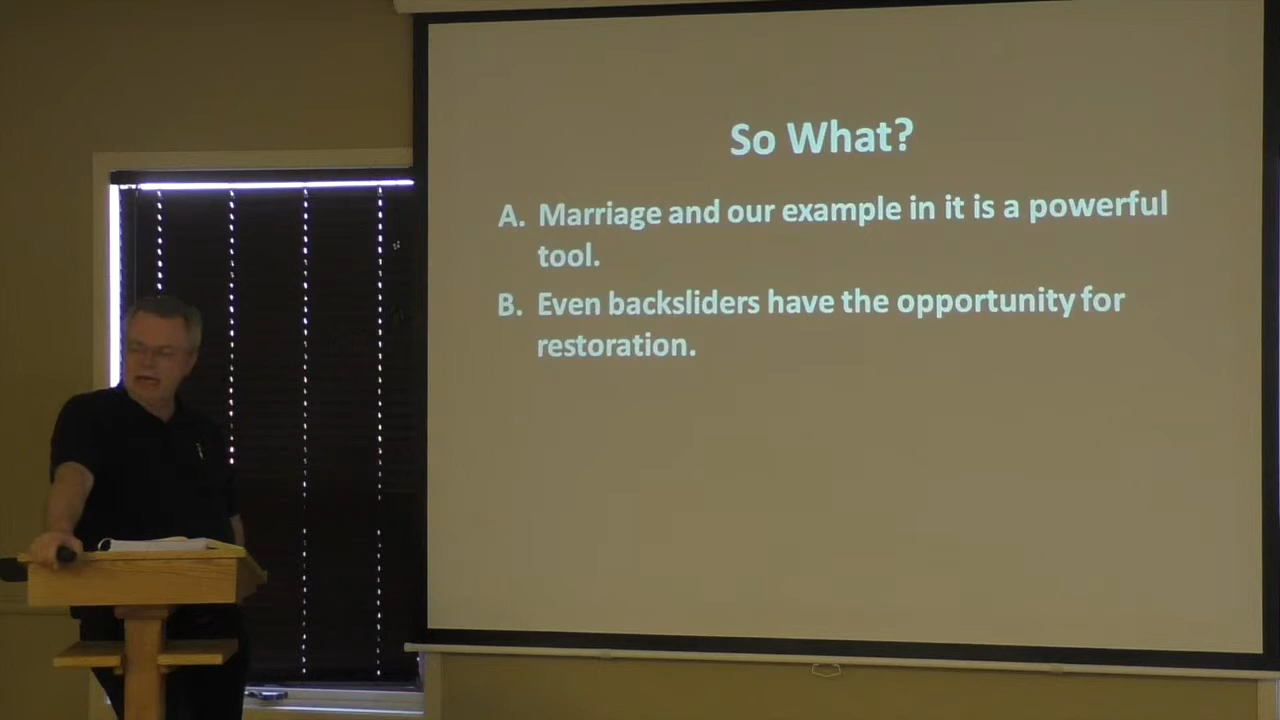 So What?
A. Marriage and our example in it is a powerful
tool.
B. Even backsliders have the opportunity for
restoration.